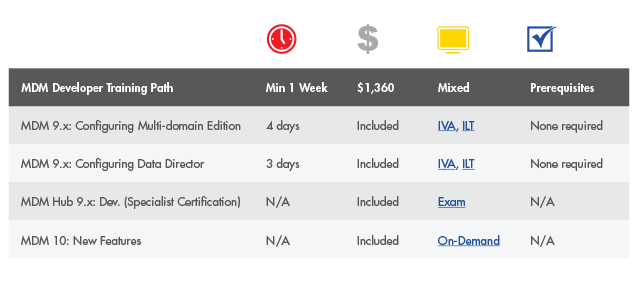 $
MDM Developer Training Path Min 1 Week $1,360 Mixed Prerequisites
MDM 9.x: Configuring Multi-domain Edition 4 days Included IVA, ILT None required
MDM 9.x: Configuring Data Director 3 days Included IVA, ILT None required
MDM Hub 9.x: Dev. (Specialist Certification) N/A Included Exam N/A
MDM 10: New Features N/A Included On-Demand N/A